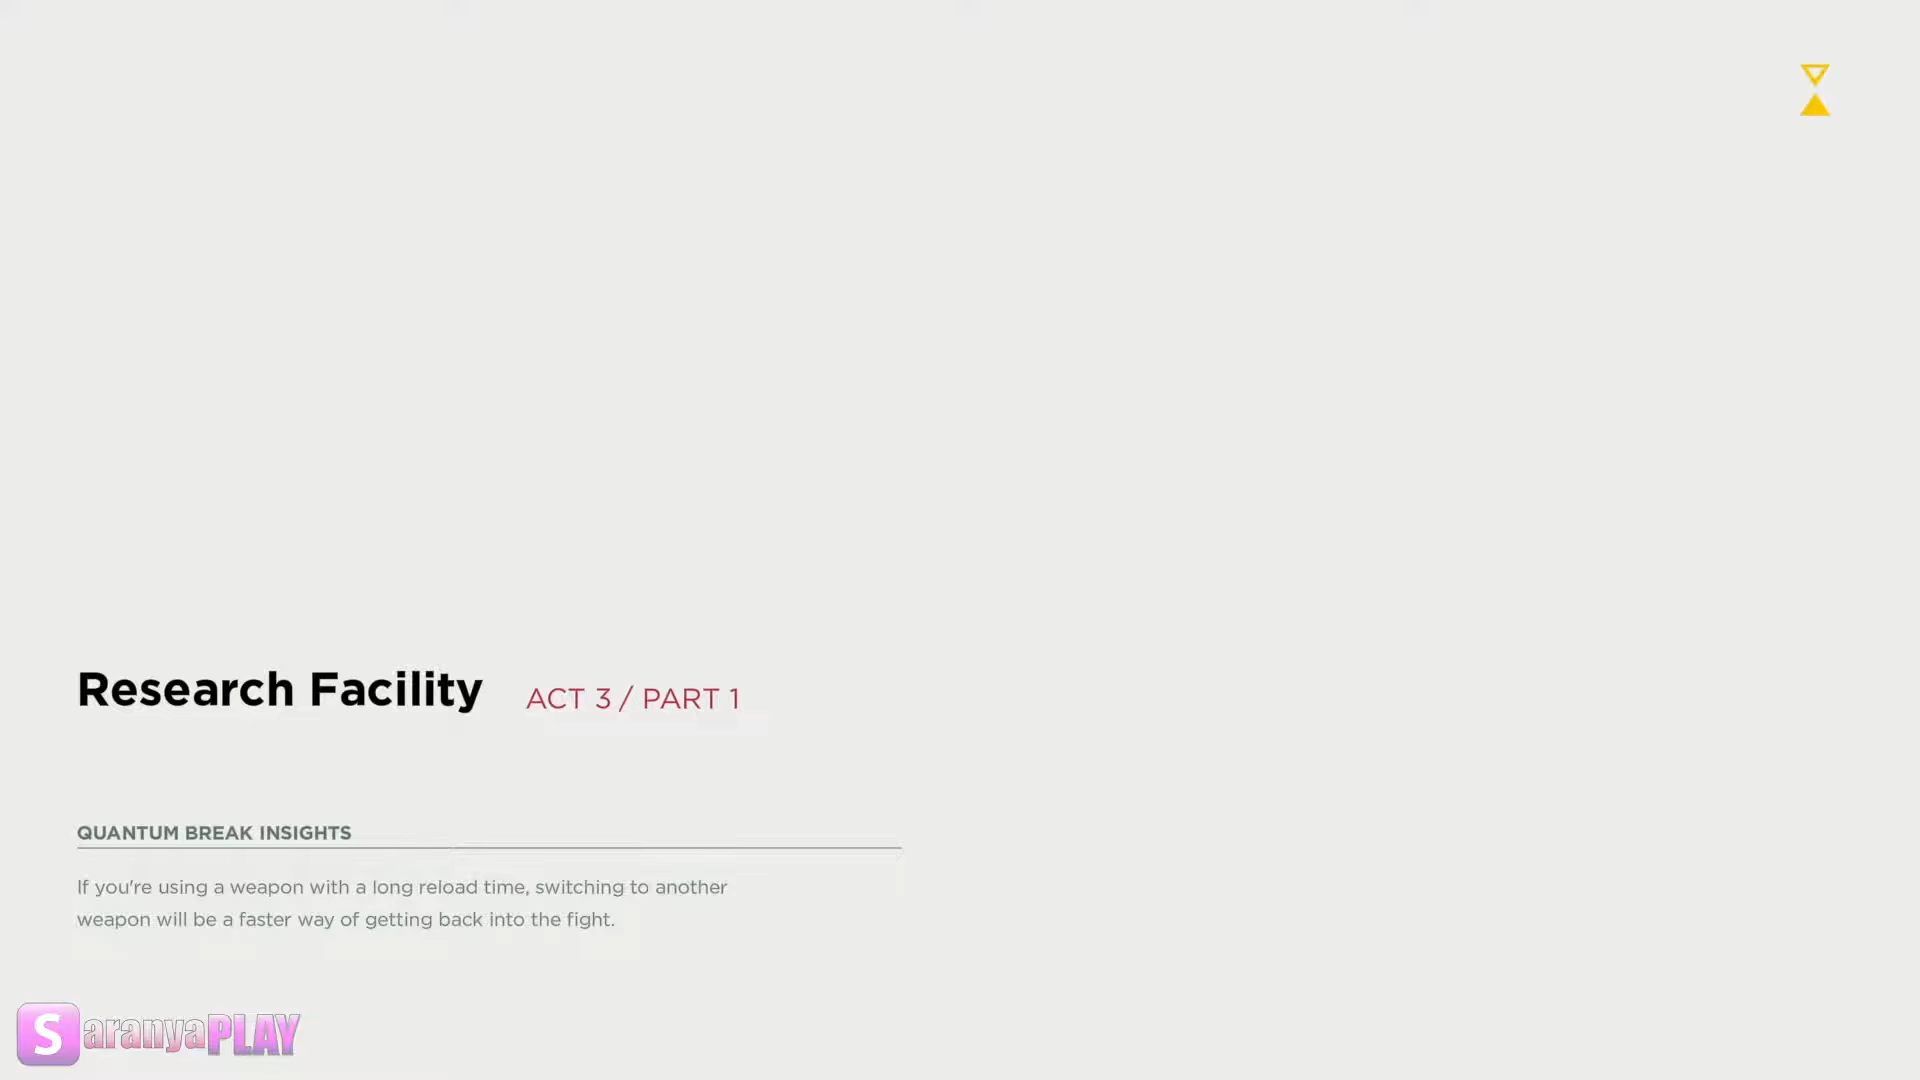 Research Facility ACT 3 / PART 1
QUANTUM BREAK INSIGHTS
If you're using a weapon with a long reload time, switching to another
weapon will be a faster way of getting back into the fight.
SaranyaPLAY